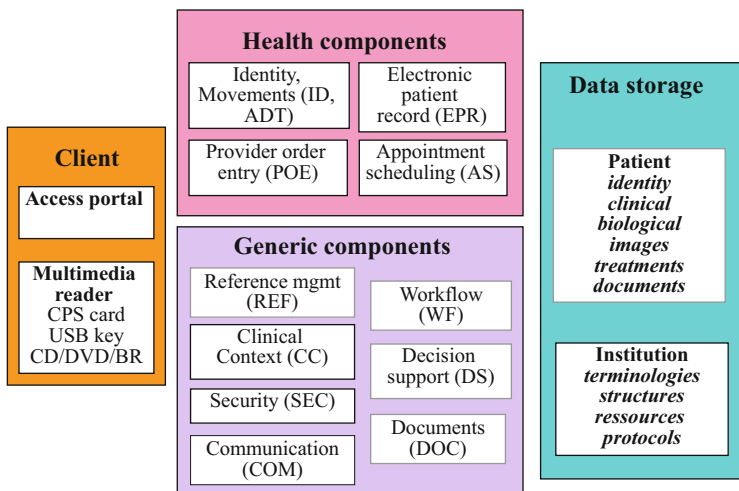 Client
Access portal
Multimedia
reader
CPS card
USB key
CD/DVD/BR
Health components
Identity,
Movements (ID,
ADT)
Electronic
patient
record (EPR)
Provider order
entry (POE)
Appointment
scheduling (AS)
Generic components
Reference mgmt
(REF)
Clinical
Context (CC)
Security (SEC)
Communication
(COM)
Workflow
(WF)
Decision
support (DS)
Documents
(DOC)
Data storage
Patient
identity
clinical
biological
images
treatments
documents
Institution
terminologies
structures
ressources
protocols